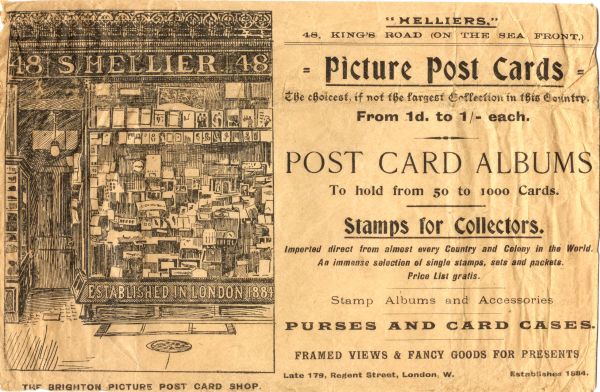 48 S HELLIER 48
ESTABLISHED IN LONDON 1884
THE BRIGHTON PICTURE POST CARD SHOP.
"HELLIERS,"
48, KING'S ROAD (ON THE SEA FRONT,)
= Picture Post Cards =
The choicest, if not the largest Collection in this Country.
From 1d. to 1/- each.
POST CARD ALBUMS
To hold from 50 to 1000 Cards.
Stamps for Collectors.
Imported direct from almost every Country and Colony in the World.
An immense selection of single stamps, sets and packets.
Price List gratis.
Stamp Albums and Accessories
PURSES AND CARD CASES.
FRAMED VIEWS & FANCY GOODS FOR PRESENTS
Late 179, Regent Street, London, W. Established 1884.